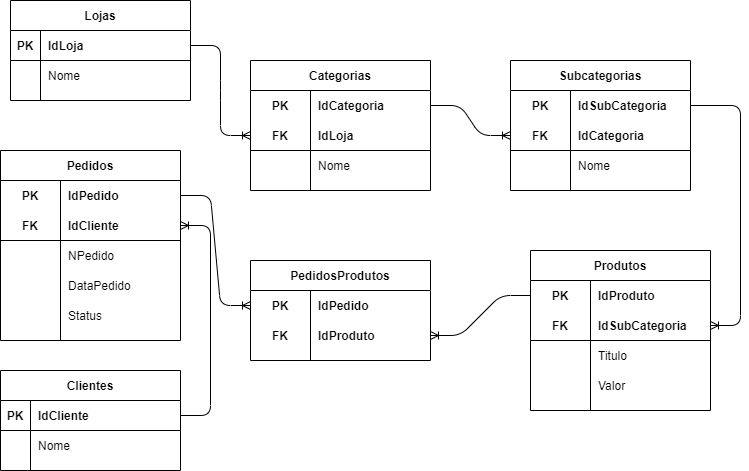 Lojas
PK IdLoja
Nome
Categorias
PK IdCategoria
FK IdLoja
Nome
Subcategorias
PK IdSubCategoria
FK IdCategoria
Nome
Pedidos
PK IdPedido
FK IdCliente
NPedido
DataPedido
Status
PedidosProdutos
PK IdPedido
FK IdProduto
Produtos
PK IdProduto
FK IdSubCategoria
Titulo
Valor
Clientes
PK IdCliente
Nome